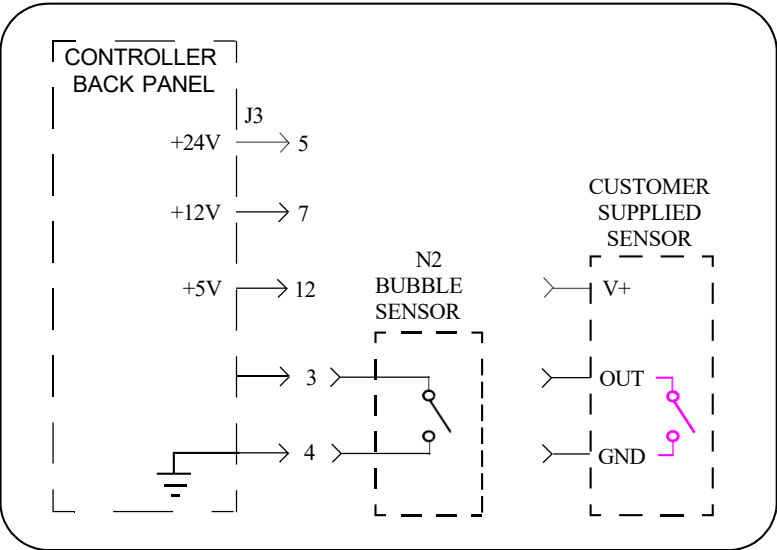 CONTROLLER
BACK PANEL
J3
+24V 5
+12V 7
+5V 12
3
4
N2
BUBBLE
SENSOR
CUSTOMER
SUPPLIED
SENSOR
V+
OUT
GND